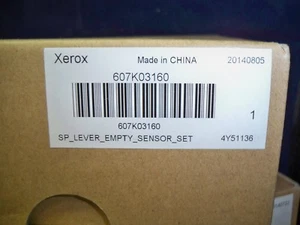 Xerox Made in CHINA 20140805
607K03160
607K03160 1
SP_LEVER_EMPTY_SENSOR_SET 4Y51136